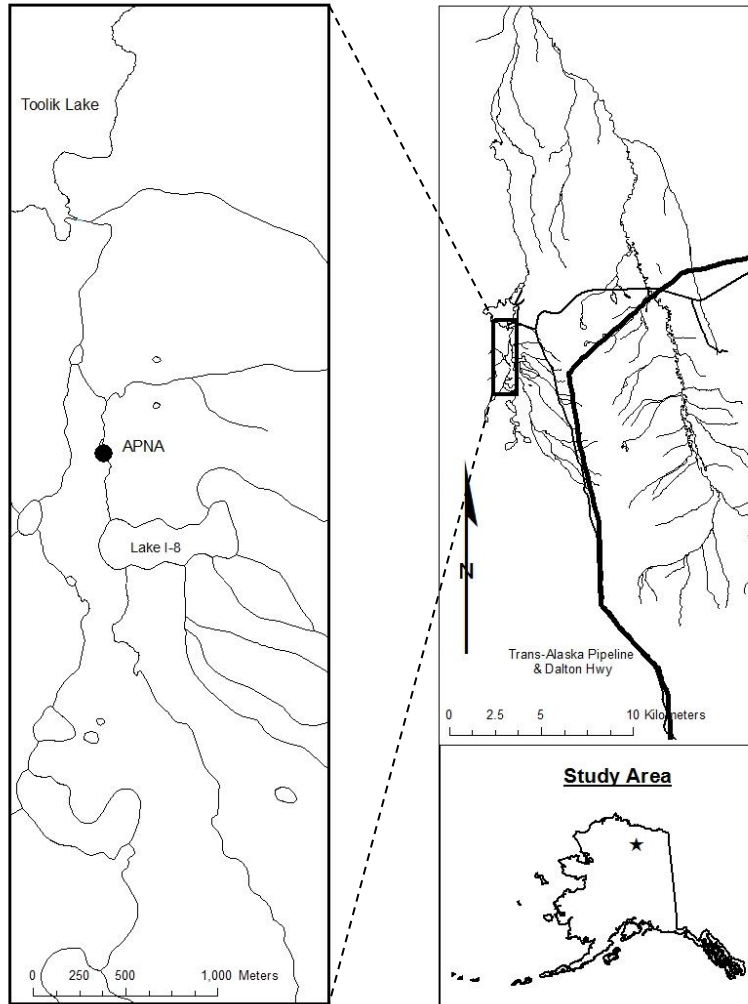 Toolik Lake
APNA
Lake I-8
0 250 500 1,000 Meters
N
Trans-Alaska Pipeline
& Dalton Hwy
0 2.5 5 10 Kilometers
Study Area